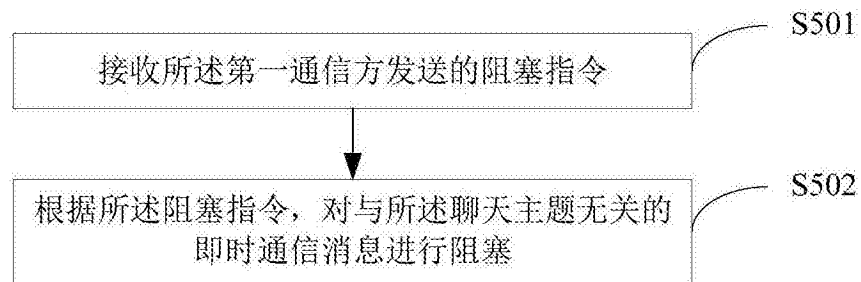 S501
接收所述第一通信方发送的阻塞指令
S502
根据所述阻塞指令，对与所述聊天主题无关的
即时通信消息进行阻塞